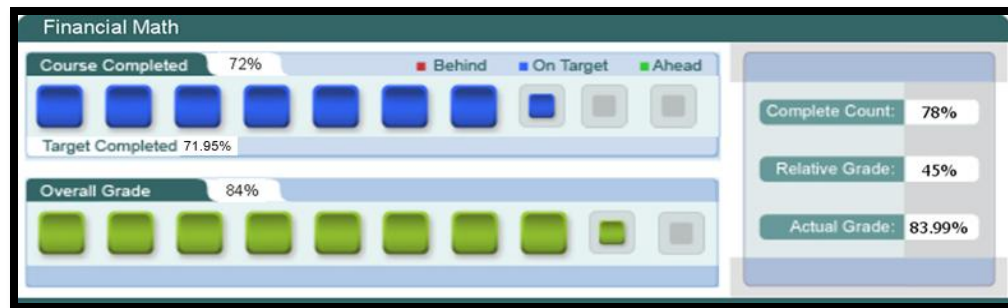 Financial Math
Course Completed 72% Behind On Target Ahead
Target Completed 71.95%
Overall Grade 84%
Complete Count: 78%
Relative Grade: 45%
Actual Grade: 83.99%